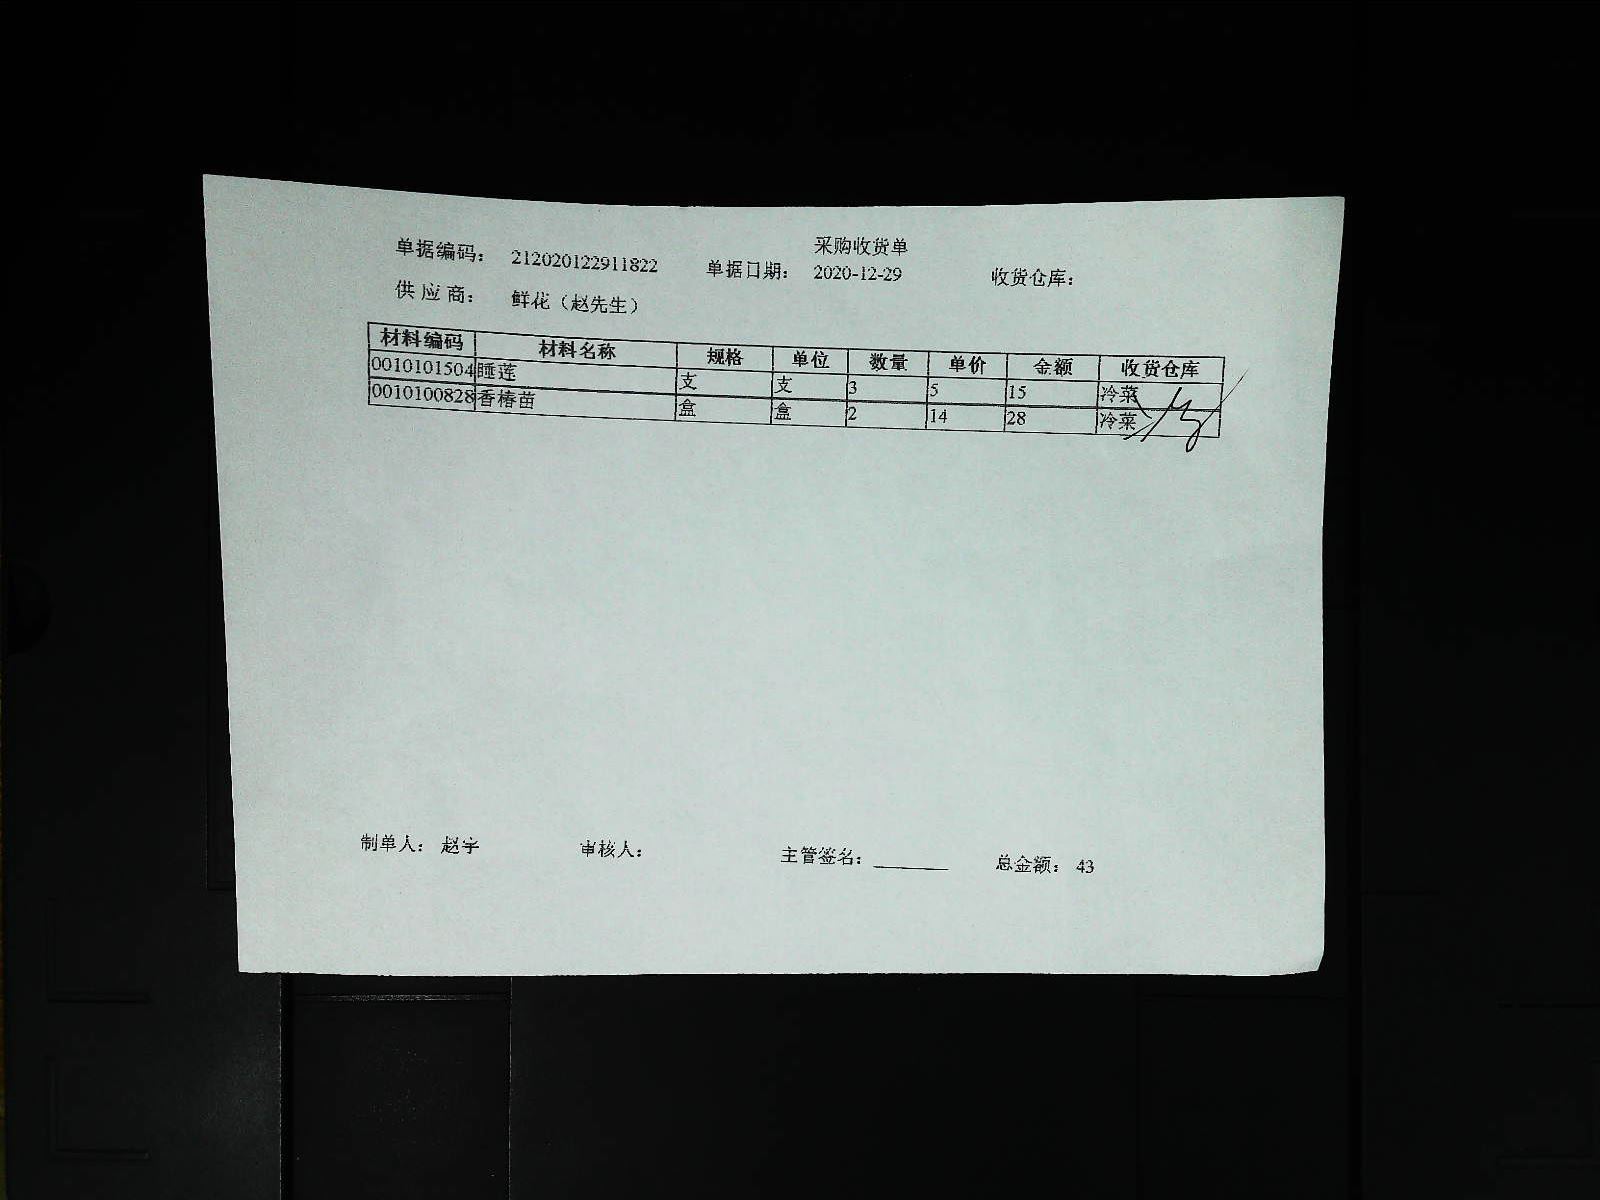 采购收货单
单据编码： 212020122911822 单据日期： 2020-12-29 收货仓库：
供应商： 鲜花（赵先生）
材料编码 材料名称 规格 单位 数量 单价 金额 收货仓库
0010101504 睡莲 支 支 3 5 15 冷菜
0010100828 香椿苗 盒 盒 2 14 28 冷菜
制单人： 赵宇 审核人： 主管签名：________ 总金额： 43